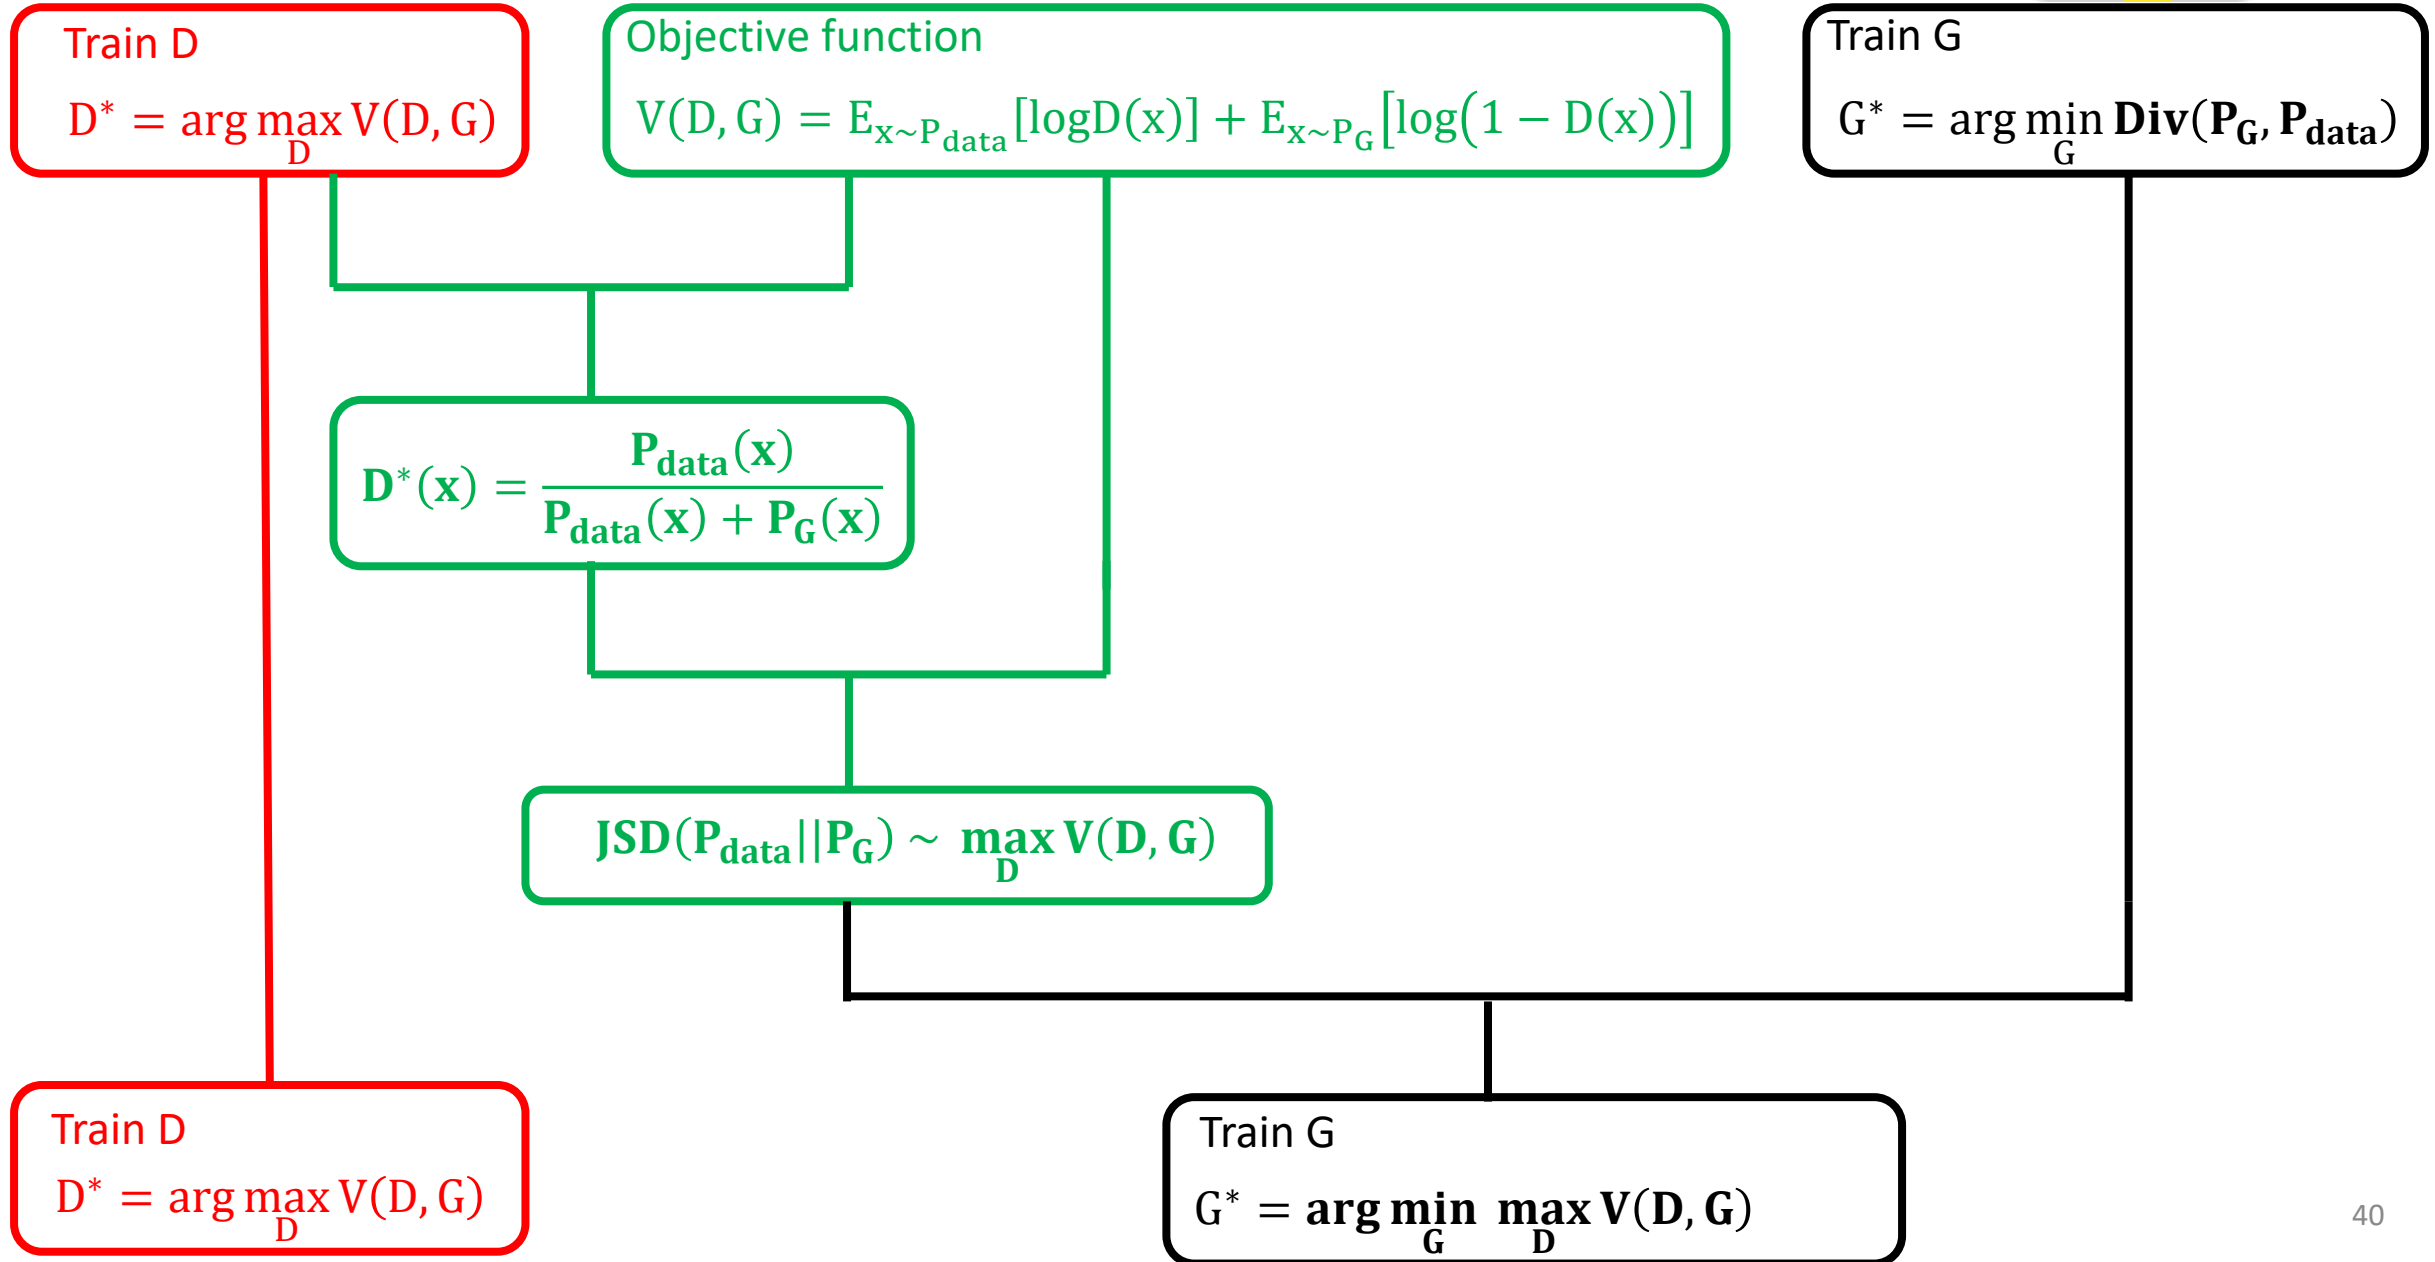 Train D
D* = arg max V(D, G)
D
Objective function
V(D, G) = E_{x~P_data}[logD(x)] + E_{x~P_G}[log(1 − D(x))]
Train G
G* = arg min Div(P_G, P_data)
G
D*(x) = P_data(x) / P_data(x) + P_G(x)
JSD(P_data||P_G) ~ max V(D, G)
D
Train D
D* = arg max V(D, G)
D
Train G
G* = arg min max V(D, G)
G D
40